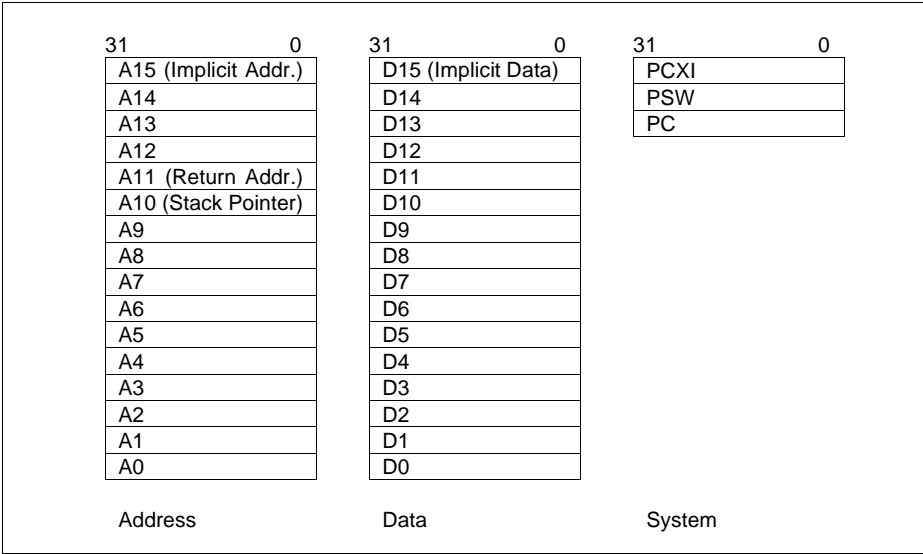 31 0 31 0 31 0
A15 (Implicit Addr.) D15 (Implicit Data) PCXI
A14 D14 PSW
A13 D13 PC
A12 D12
A11 (Return Addr.) D11
A10 (Stack Pointer) D10
A9 D9
A8 D8
A7 D7
A6 D6
A5 D5
A4 D4
A3 D3
A2 D2
A1 D1
A0 D0
Address Data System